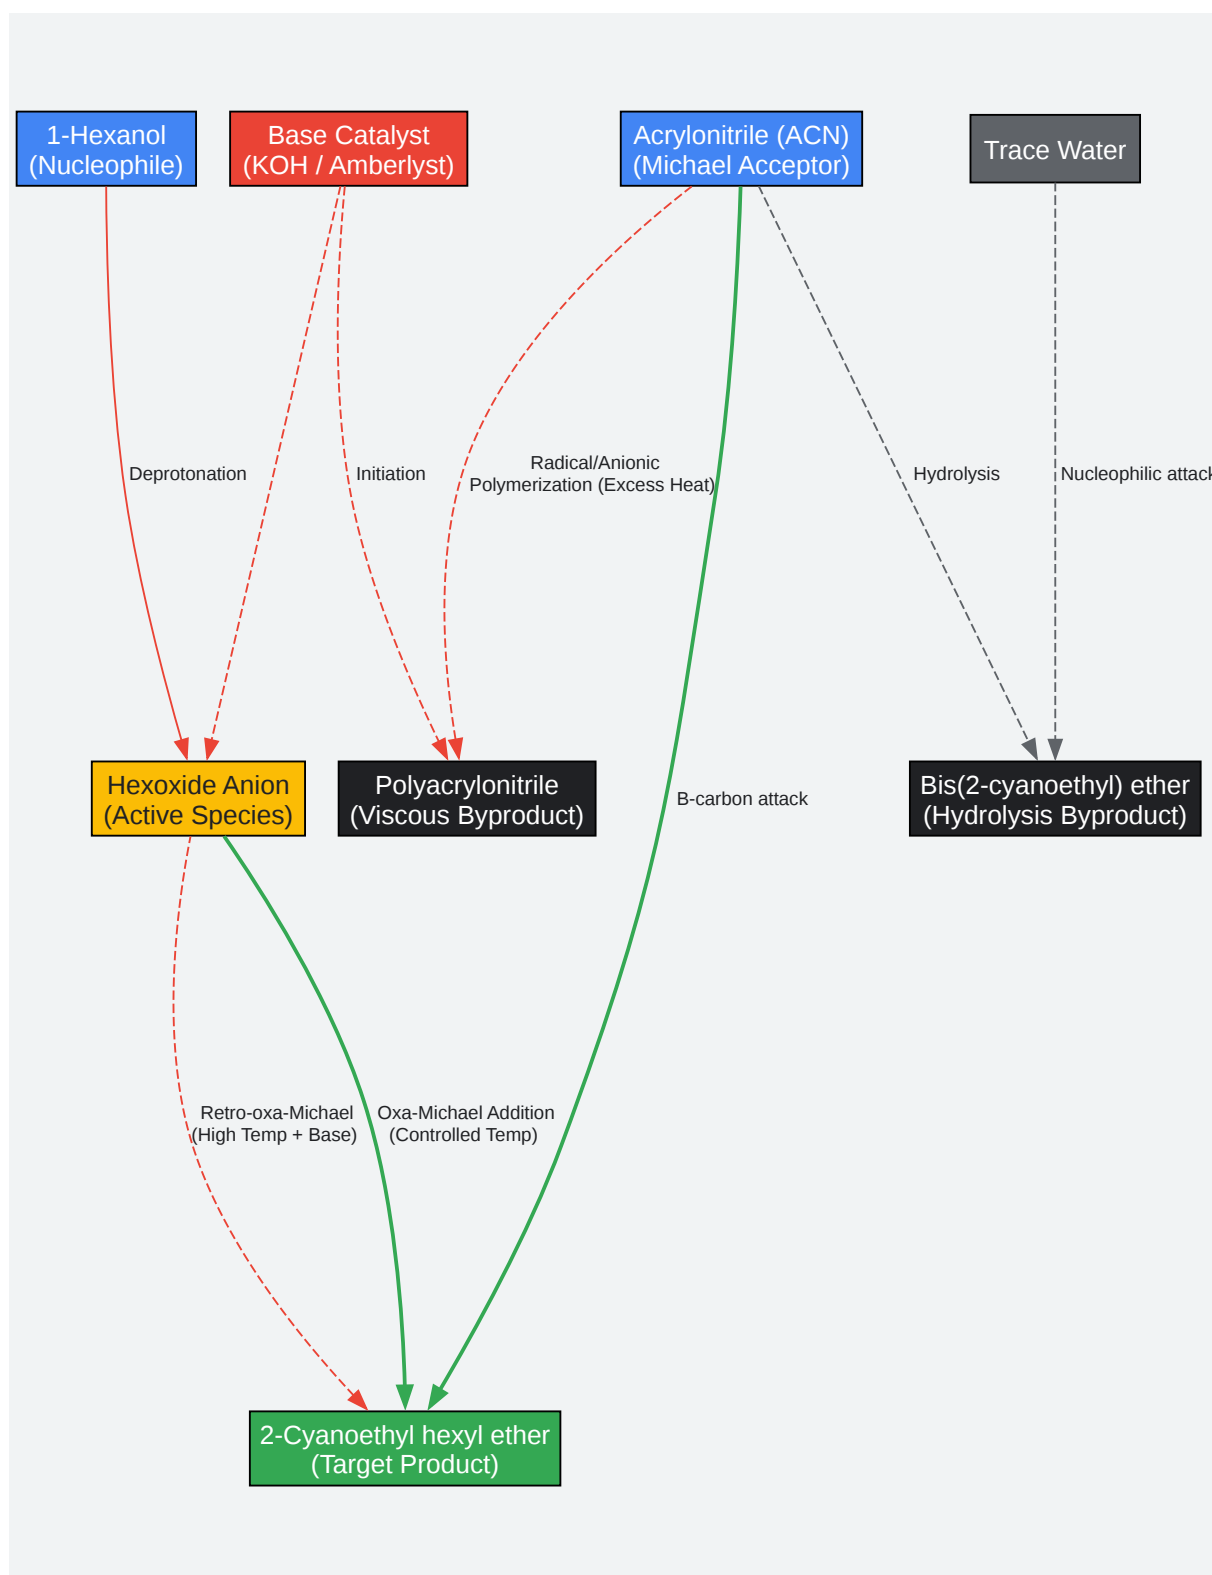 1-Hexanol
(Nucleophile)
Base Catalyst
(KOH / Amberlyst)
Acrylonitrile (ACN)
(Michael Acceptor)
Trace Water
Deprotonation
Initiation
Radical/Anionic
Polymerization (Excess Heat)
Hydrolysis
Nucleophilic attack
Hexoxide Anion
(Active Species)
Polyacrylonitrile
(Viscous Byproduct)
B-carbon attack
Bis(2-cyanoethyl) ether
(Hydrolysis Byproduct)
Retro-oxa-Michael
(High Temp + Base)
Oxa-Michael Addition
(Controlled Temp)
2-Cyanoethyl hexyl ether
(Target Product)